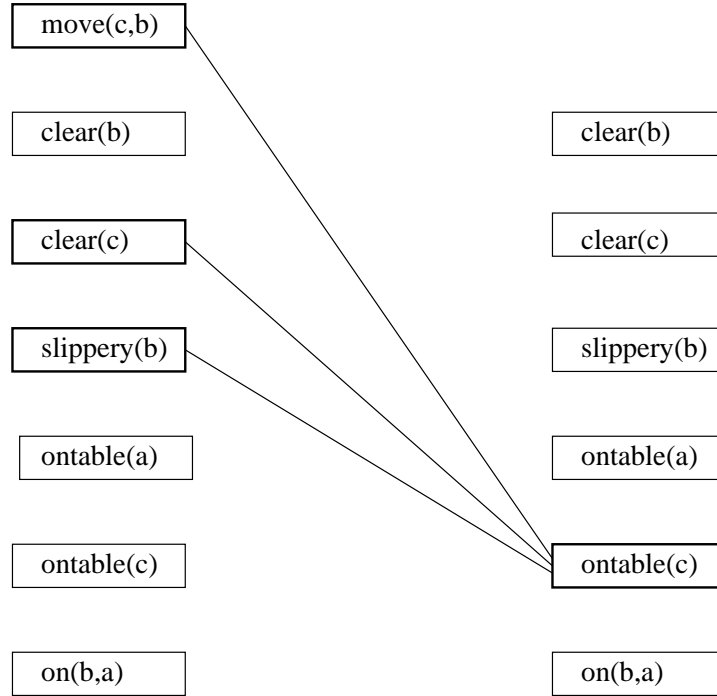 move(c,b)
clear(b)
clear(b)
clear(c)
clear(c)
slippery(b)
slippery(b)
ontable(a)
ontable(a)
ontable(c)
ontable(c)
on(b,a)
on(b,a)